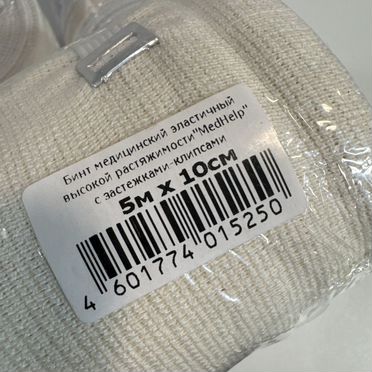 Бинт медицинский эластичный
высокой растяжимости "MedHelp"
с застежками-клипсами
5м х 10см
4 601774 015250